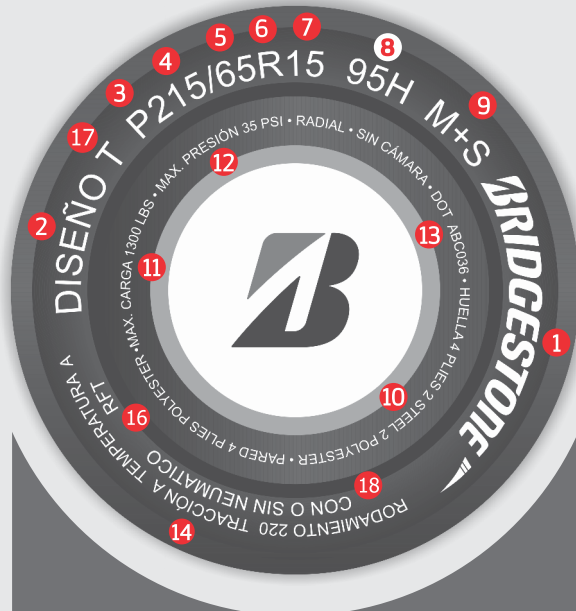 DISEÑO T P215/65R15 95H M+S BRIDGESTONE
MAX. CARGA 1300 LBS • MAX. PRESIÓN 35 PSI • RADIAL • SIN CÁMARA • DOT ABC036 • HUELLA 4 PLIES 2 STEEL 2 POLYESTER • PARED 4 PLIES POLYESTER •
RODAMIENTO 220 TRACCIÓN A TEMPERATURA A
CON O SIN NEUMATICO
RFT
B
1
2
17
3
4
5
6
7
8
9
12
13
11
10
16
18
14